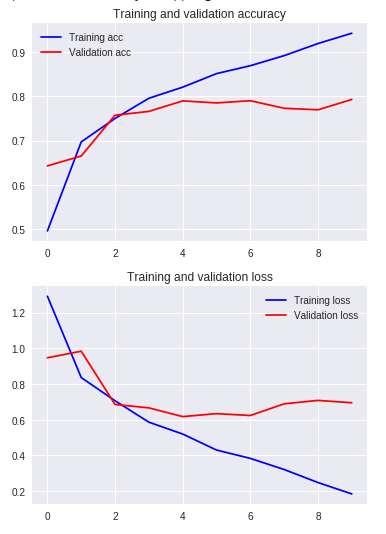 Training and validation accuracy
Training acc
Validation acc
0.9
0.8
0.7
0.6
0.5
0 2 4 6 8
Training and validation loss
Training loss
Validation loss
1.2
1.0
0.8
0.6
0.4
0.2
0 2 4 6 8